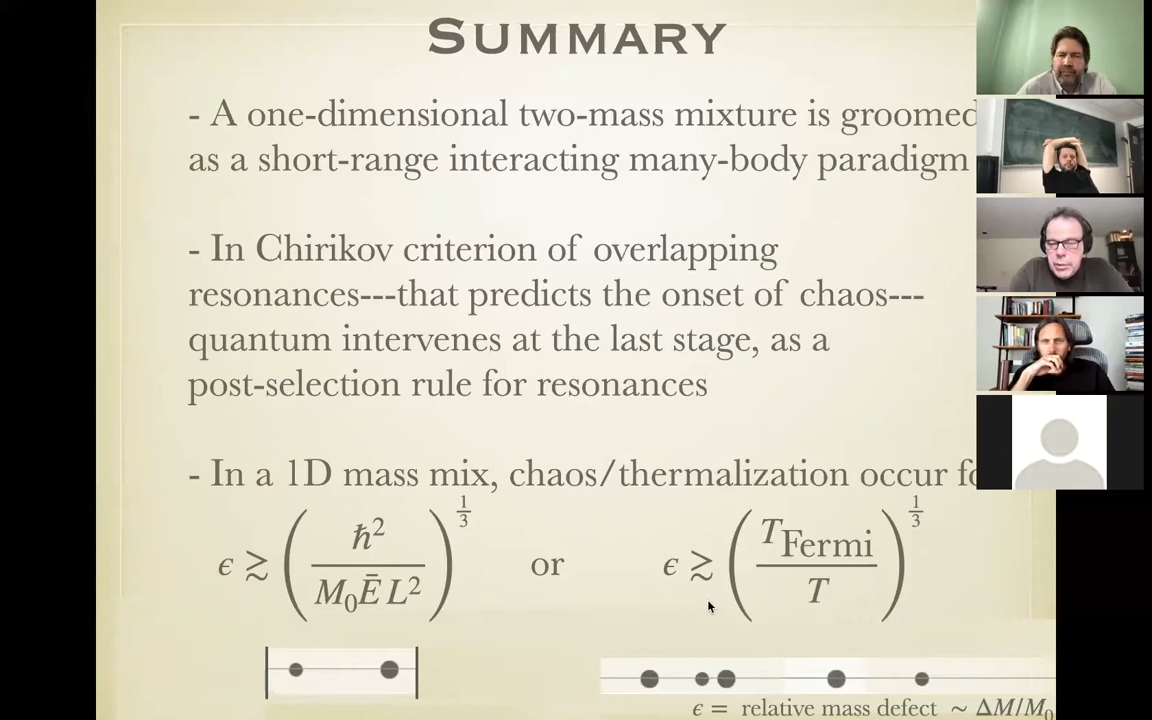 SUMMARY
- A one-dimensional two-mass mixture is groomed
as a short-range interacting many-body paradigm
- In Chirikov criterion of overlapping
resonances---that predicts the onset of chaos---
quantum intervenes at the last stage, as a
post-selection rule for resonances
- In a 1D mass mix, chaos/thermalization occur
ϵ ≳ (ħ² / M₀ĒL²)^(1/3) or ϵ ≳ (T_Fermi / T)^(1/3)
ϵ = relative mass defect ~ ΔM/M₀